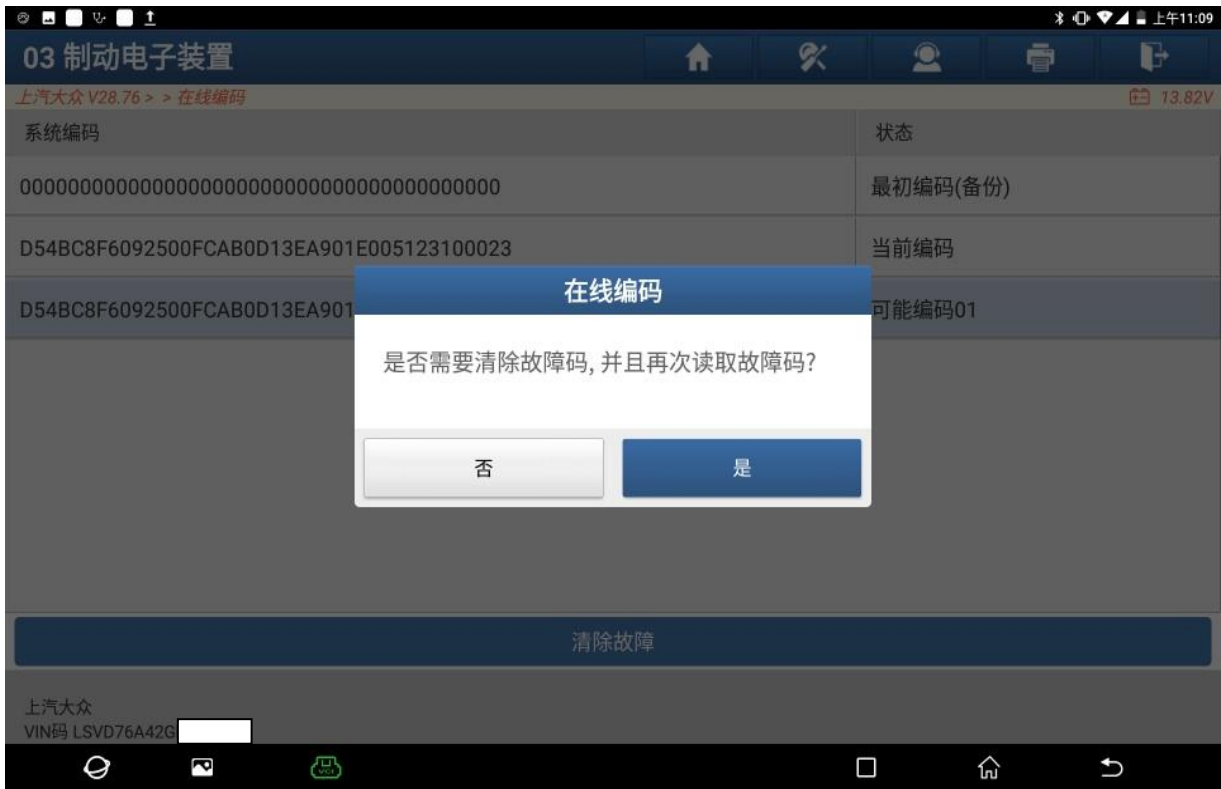 上午11:09
03 制动电子装置
上汽大众 V28.76 > > 在线编码
13.82V
系统编码 状态
0000000000000000000000000000000000000000 最初编码(备份)
D54BC8F6092500FCAB0D13EA901E005123100023 当前编码
D54BC8F6092500FCAB0D13EA901 可能编码01
在线编码
是否需要清除故障码, 并且再次读取故障码?
否 是
清除故障
上汽大众
VIN码 LSVD76A42G
VCI